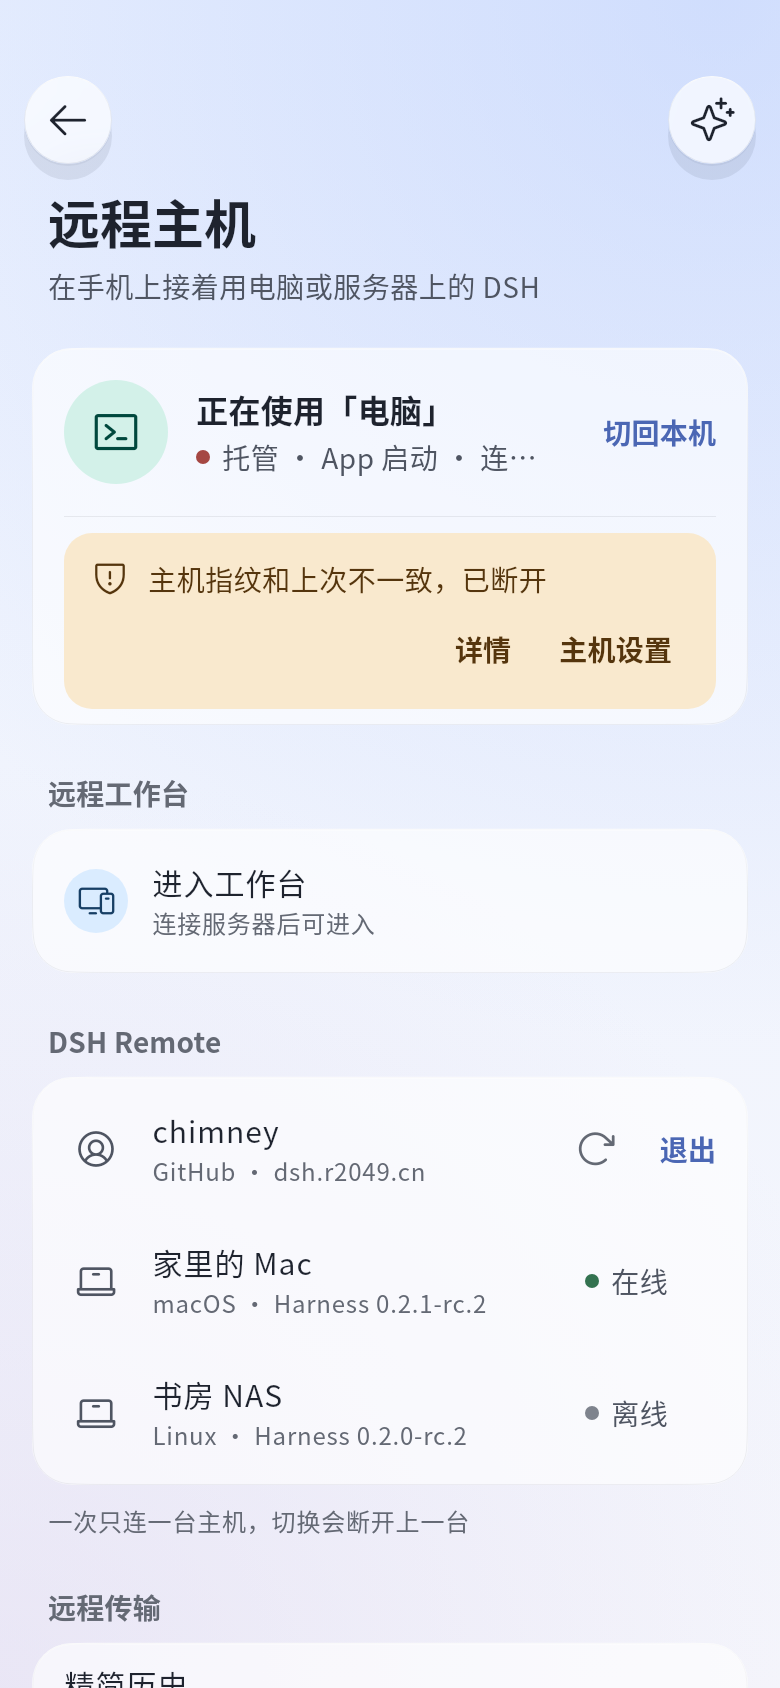 远程主机
在手机上接着用电脑或服务器上的 DSH
正在使用「电脑」
托管 · App 启动 · 连…
切回本机
主机指纹和上次不一致，已断开
详情 主机设置
远程工作台
进入工作台
连接服务器后可进入
DSH Remote
chimney
GitHub · dsh.r2049.cn
退出
家里的 Mac
macOS · Harness 0.2.1-rc.2
在线
书房 NAS
Linux · Harness 0.2.0-rc.2
离线
一次只连一台主机，切换会断开上一台
远程传输
精简历史